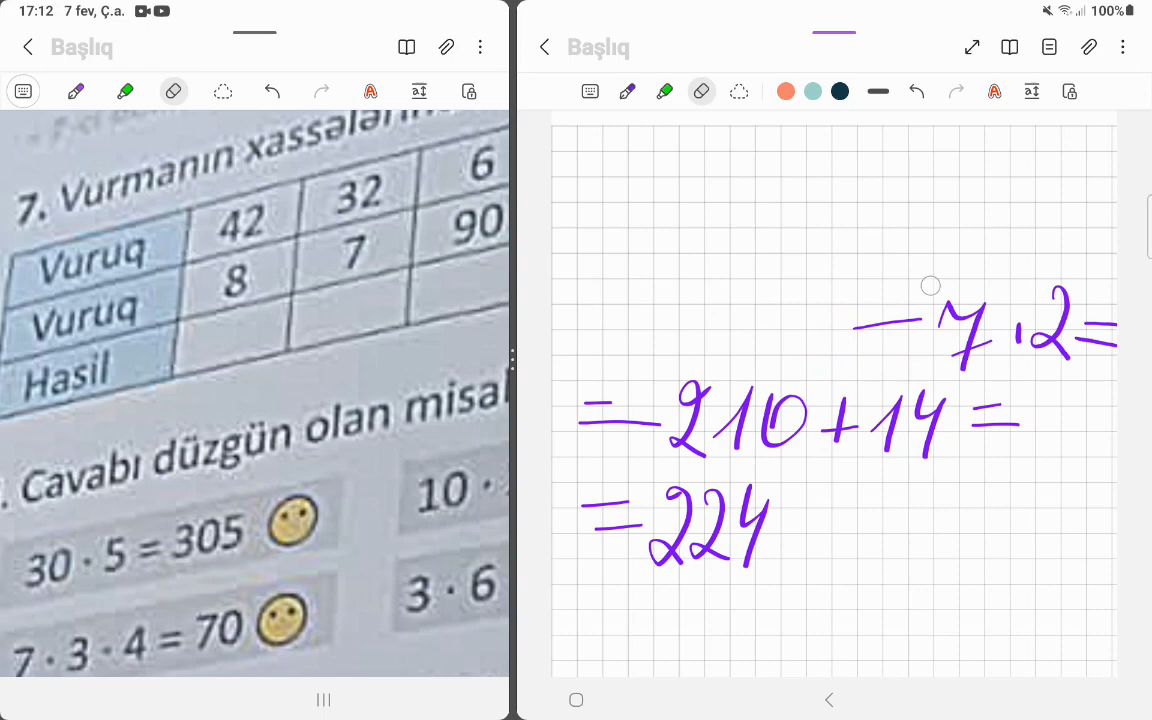 17:12 7 fev, Ç.a. 100%
Başlıq
Başlıq
7. Vurmanın
Vuruq 42 32 6
Vuruq 8 7 90
Hasil
. Cavabı düzgün olan misal
30 · 5 = 305
10 ·
7 · 3 · 4 = 70
3 · 6
— 7 · 2 =
= 210 + 14 =
= 224